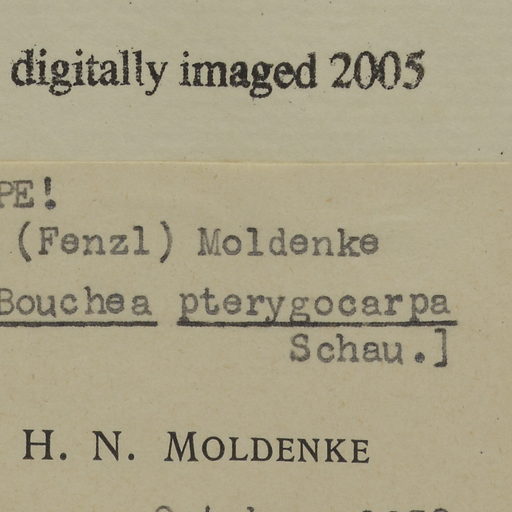 digitally imaged 2005
PE!
(Fenzl) Moldenke
Bouchea pterygocarpa
Schau.]
H. N. MOLDENKE